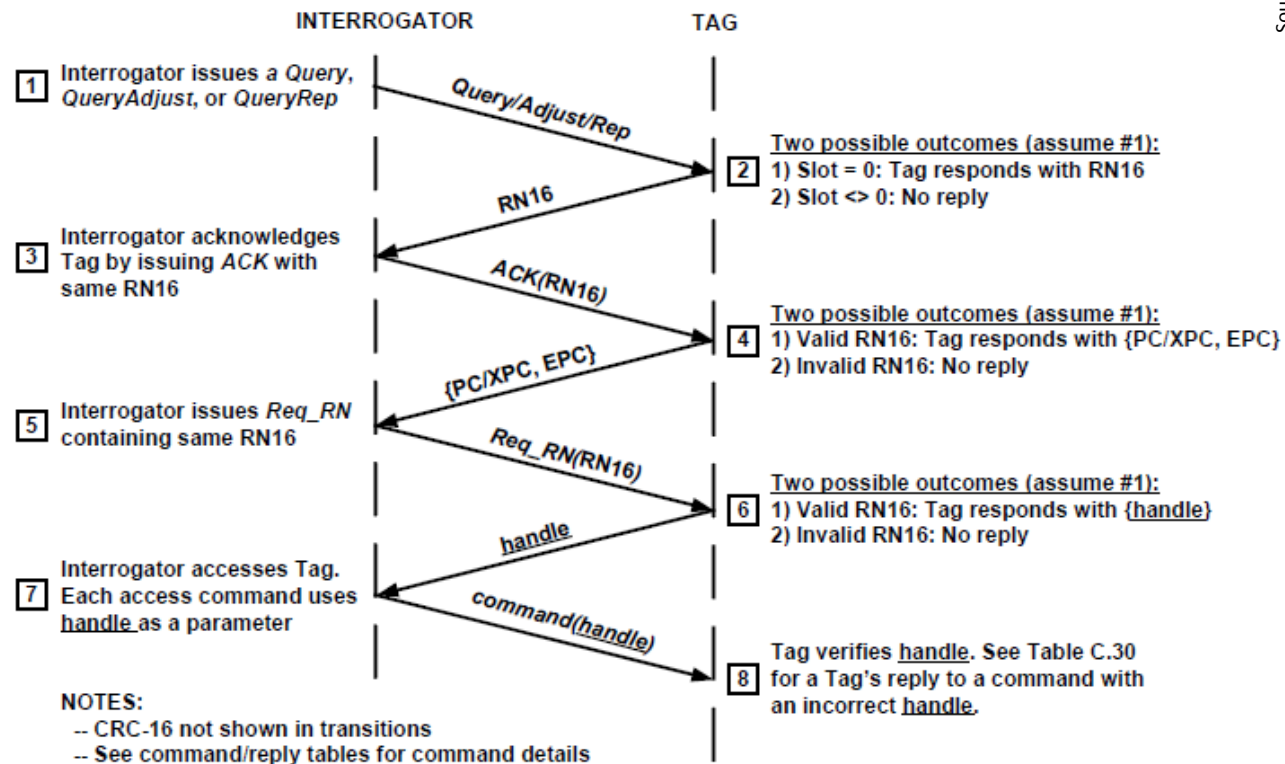 INTERROGATOR
TAG
1
Interrogator issues a Query,
QueryAdjust, or QueryRep
Query/Adjust/Rep
Two possible outcomes (assume #1):
2
1) Slot = 0: Tag responds with RN16
2) Slot <> 0: No reply
RN16
3
Interrogator acknowledges
Tag by issuing ACK with
same RN16
ACK(RN16)
Two possible outcomes (assume #1):
4
1) Valid RN16: Tag responds with {PC/XPC, EPC}
2) Invalid RN16: No reply
{PC/XPC, EPC}
5
Interrogator issues Req_RN
containing same RN16
Req_RN(RN16)
Two possible outcomes (assume #1):
6
1) Valid RN16: Tag responds with {handle}
2) Invalid RN16: No reply
handle
7
Interrogator accesses Tag.
Each access command uses
handle as a parameter
command(handle)
8
Tag verifies handle. See Table C.30
for a Tag's reply to a command with
an incorrect handle.
NOTES:
-- CRC-16 not shown in transitions
-- See command/reply tables for command details